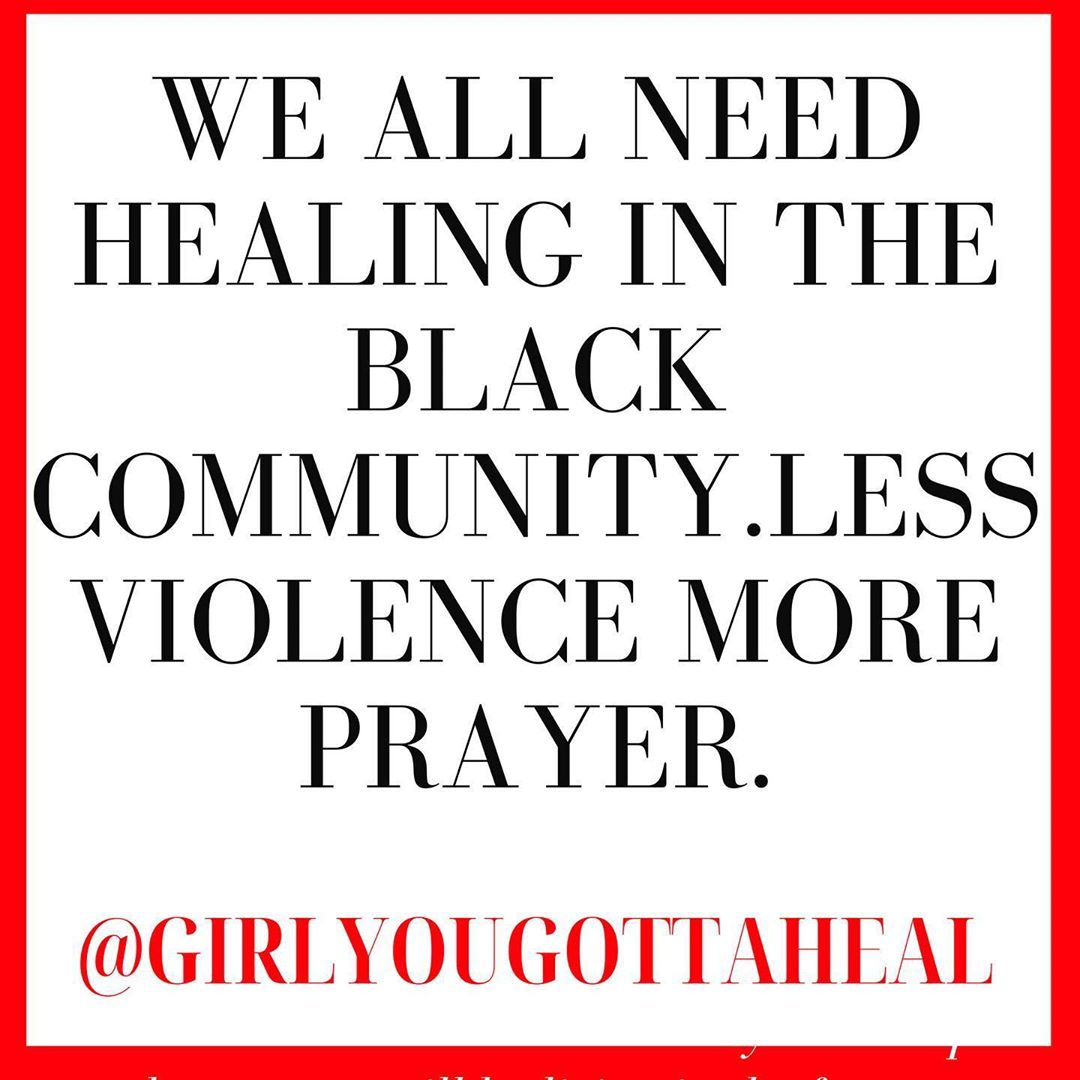 WE ALL NEED
HEALING IN THE
BLACK
COMMUNITY.LESS
VIOLENCE MORE
PRAYER.
@GIRLYOUGOTTAHEAL